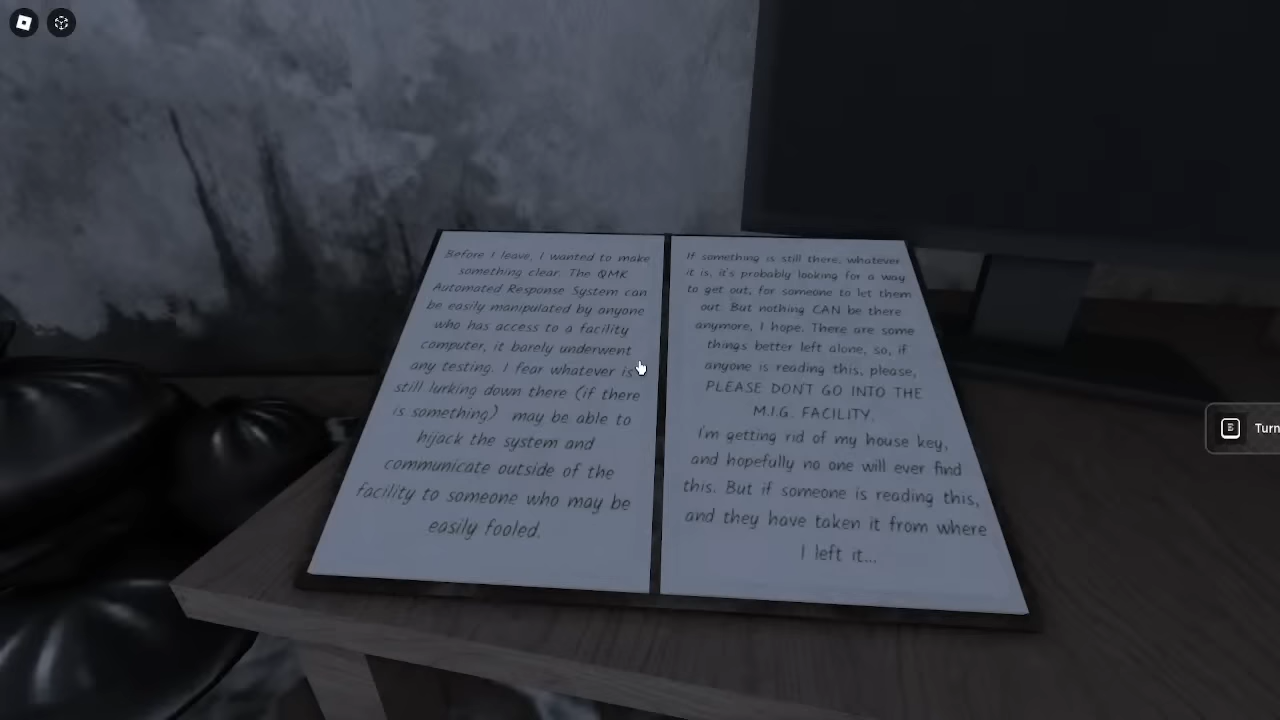 Before I leave, I wanted to make
something clear. The QMK
Automated Response System can
be easily manipulated by anyone
who has access to a facility
computer, it barely underwent
any testing. I fear whatever is
still lurking down there (if there
is something) may be able to
hijack the system and
communicate outside of the
facility to someone who may be
easily fooled.
If something is still there, whatever
it is, it's probably looking for a way
to get out, for someone to let them
out. But nothing CAN be there
anymore, I hope. There are some
things better left alone, so, if
anyone is reading this, please,
PLEASE DONT GO INTO THE
M.I.G. FACILITY.
I'm getting rid of my house key,
and hopefully no one will ever find
this. But if someone is reading this,
and they have taken it from where
I left it...
E
Turn